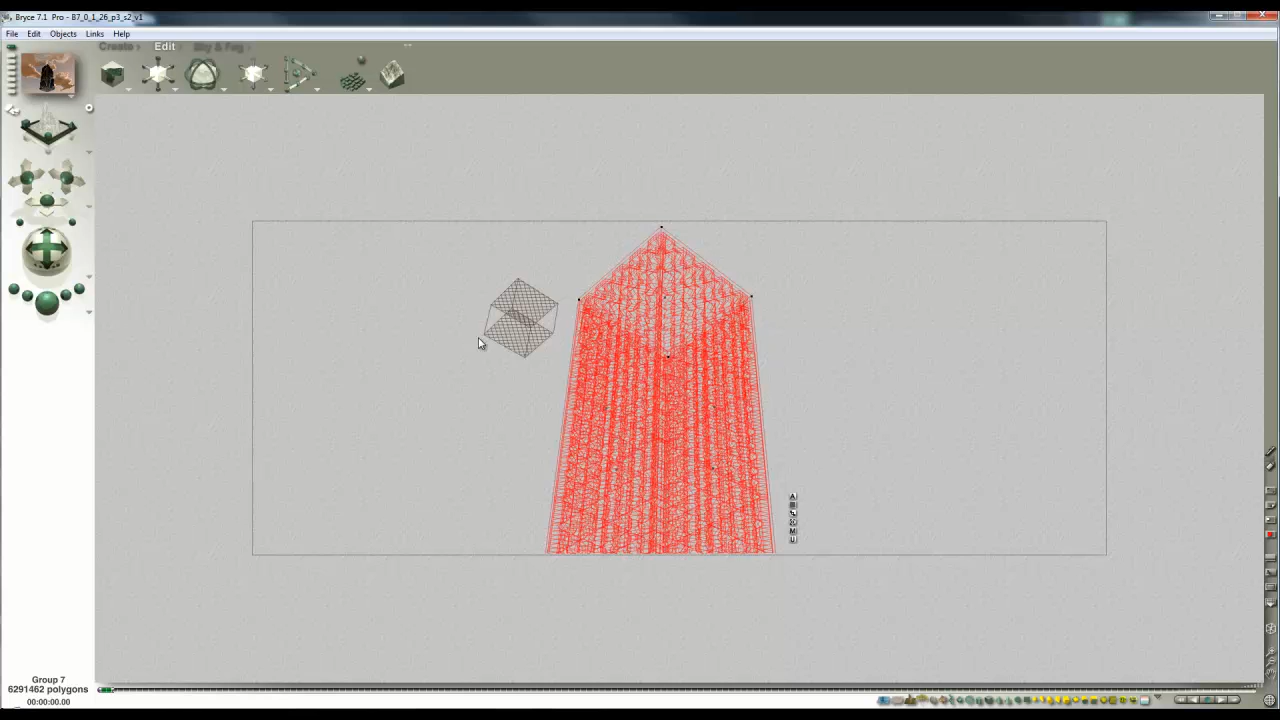 Bryce 7.1 Pro - B7_0_1_26_p3_s2_v1
File Edit Objects Links Help
Create Edit Sky & Fog
A
M
U
Group 7
6291462 polygons
00:00:00.00